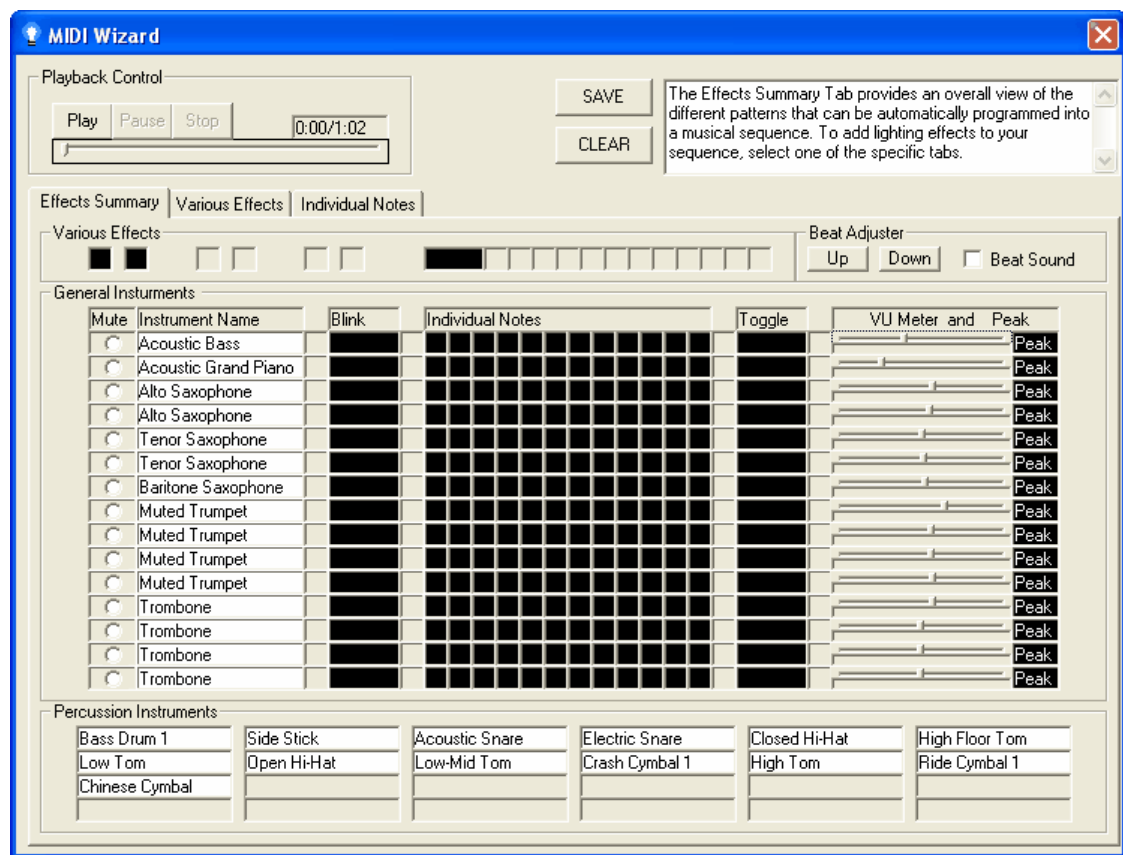 MIDI Wizard
Playback Control
Play Pause Stop 0:00/1:02
SAVE
CLEAR
The Effects Summary Tab provides an overall view of the
different patterns that can be automatically programmed into
a musical sequence. To add lighting effects to your
sequence, select one of the specific tabs.
Effects Summary Various Effects Individual Notes
Various Effects
Beat Adjuster
Up Down Beat Sound
General Insturments
Mute Instrument Name Blink Individual Notes Toggle VU Meter and Peak
Acoustic Bass Peak
Acoustic Grand Piano Peak
Alto Saxophone Peak
Alto Saxophone Peak
Tenor Saxophone Peak
Tenor Saxophone Peak
Baritone Saxophone Peak
Muted Trumpet Peak
Muted Trumpet Peak
Muted Trumpet Peak
Muted Trumpet Peak
Trombone Peak
Trombone Peak
Trombone Peak
Trombone Peak
Percussion Instruments
Bass Drum 1 Side Stick Acoustic Snare Electric Snare Closed Hi-Hat High Floor Tom
Low Tom Open Hi-Hat Low-Mid Tom Crash Cymbal 1 High Tom Ride Cymbal 1
Chinese Cymbal